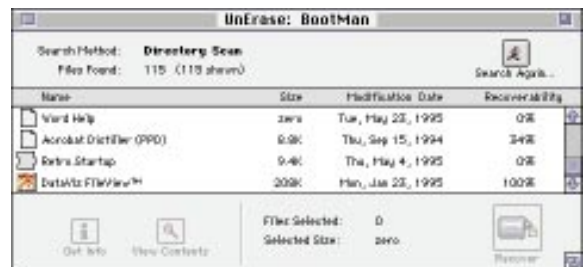 UnErase: BootMan
Search Method: Directory Scan
Files Found: 115 (115 shown)
Search Again...
Name Size Modification Date Recoverability
Word Help zero Tue, May 23, 1995 0%
Acrobat Distiller (PPD) 8.8K Thu, Sep 15, 1994 34%
Retro.Startup 9.4K Thu, May 4, 1995 0%
DataViz FileView™ 208K Mon, Jan 23, 1995 100%
Get Info View Contents
Files Selected: 0
Selected Size: zero
Recover